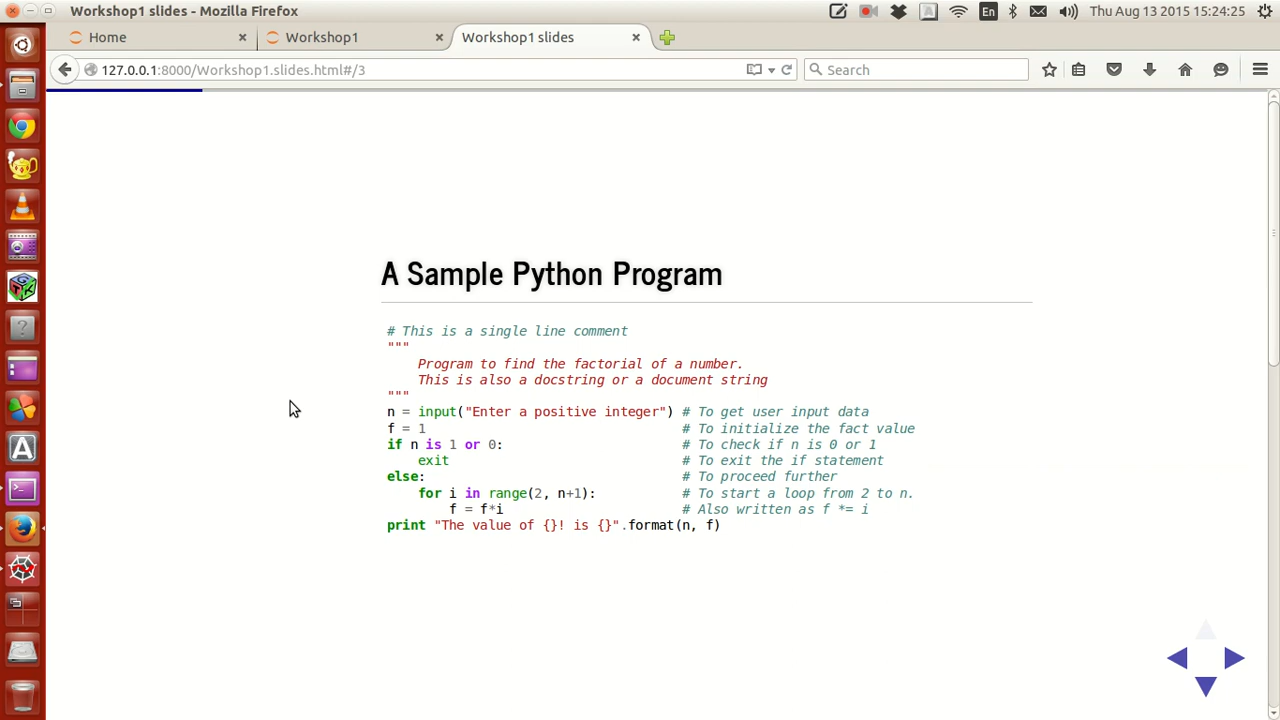 Workshop1 slides - Mozilla Firefox
En
Thu Aug 13 2015 15:24:25
Home
Workshop1
Workshop1 slides
127.0.0.1:8000/Workshop1.slides.html#/3
Search
A Sample Python Program
# This is a single line comment
"""
Program to find the factorial of a number.
This is also a docstring or a document string
"""
n = input("Enter a positive integer") # To get user input data
f = 1 # To initialize the fact value
if n is 1 or 0: # To check if n is 0 or 1
exit # To exit the if statement
else: # To proceed further
for i in range(2, n+1): # To start a loop from 2 to n.
f = f*i # Also written as f *= i
print "The value of {}! is {}".format(n, f)